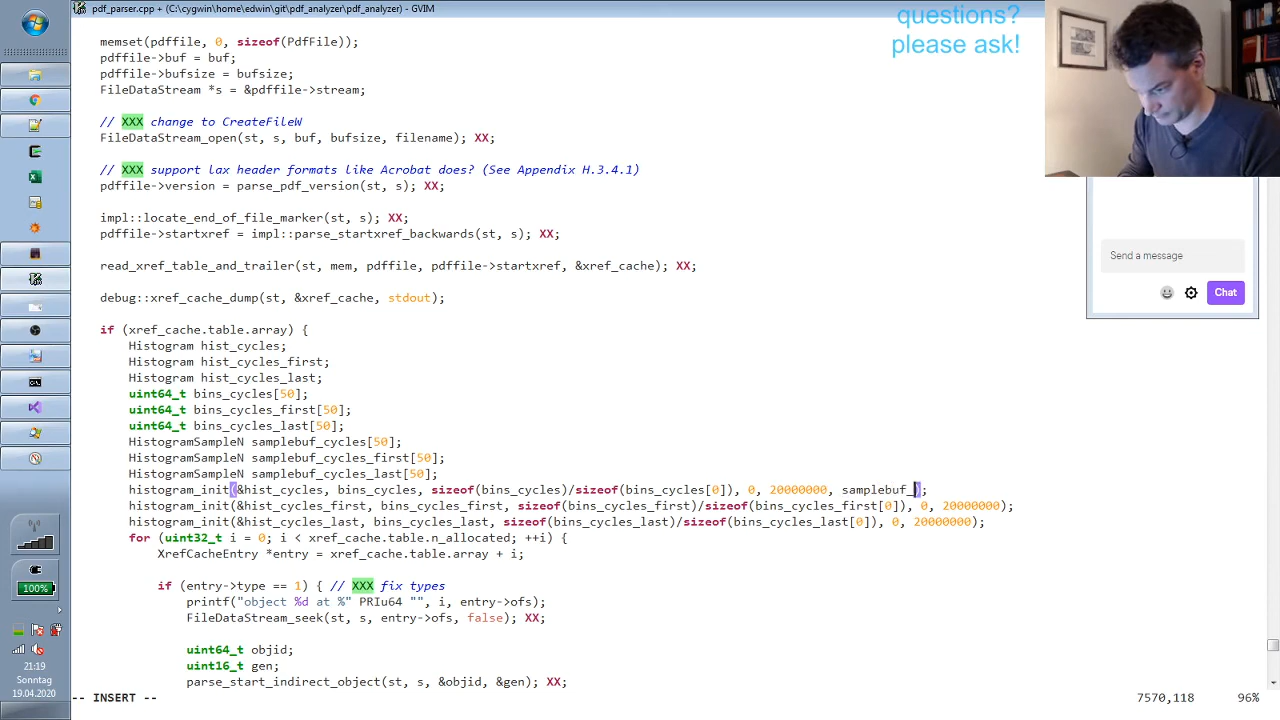 pdf_parser.cpp + (C:\cygwin\home\edwin\git\pdf_analyzer\pdf_analyzer) - GVIM
questions?
please ask!
memset(pdffile, 0, sizeof(PdfFile));
pdffile->buf = buf;
pdffile->bufsize = bufsize;
FileDataStream *s = &pdffile->stream;
// XXX change to CreateFileW
FileDataStream_open(st, s, buf, bufsize, filename); XX;
// XXX support lax header formats like Acrobat does? (See Appendix H.3.4.1)
pdffile->version = parse_pdf_version(st, s); XX;
impl::locate_end_of_file_marker(st, s); XX;
pdffile->startxref = impl::parse_startxref_backwards(st, s); XX;
read_xref_table_and_trailer(st, mem, pdffile, pdffile->startxref, &xref_cache); XX;
debug::xref_cache_dump(st, &xref_cache, stdout);
if (xref_cache.table.array) {
Histogram hist_cycles;
Histogram hist_cycles_first;
Histogram hist_cycles_last;
uint64_t bins_cycles[50];
uint64_t bins_cycles_first[50];
uint64_t bins_cycles_last[50];
HistogramSampleN samplebuf_cycles[50];
HistogramSampleN samplebuf_cycles_first[50];
HistogramSampleN samplebuf_cycles_last[50];
histogram_init(&hist_cycles, bins_cycles, sizeof(bins_cycles)/sizeof(bins_cycles[0]), 0, 20000000, samplebuf_);
histogram_init(&hist_cycles_first, bins_cycles_first, sizeof(bins_cycles_first)/sizeof(bins_cycles_first[0]), 0, 20000000);
histogram_init(&hist_cycles_last, bins_cycles_last, sizeof(bins_cycles_last)/sizeof(bins_cycles_last[0]), 0, 20000000);
for (uint32_t i = 0; i < xref_cache.table.n_allocated; ++i) {
XrefCacheEntry *entry = xref_cache.table.array + i;
if (entry->type == 1) { // XXX fix types
printf("object %d at %" PRIu64 "", i, entry->ofs);
FileDataStream_seek(st, s, entry->ofs, false); XX;
uint64_t objid;
uint16_t gen;
parse_start_indirect_object(st, s, &objid, &gen); XX;
-- INSERT --
7570,118
96%
Send a message
Chat
100%
21:19
Sonntag
19.04.2020